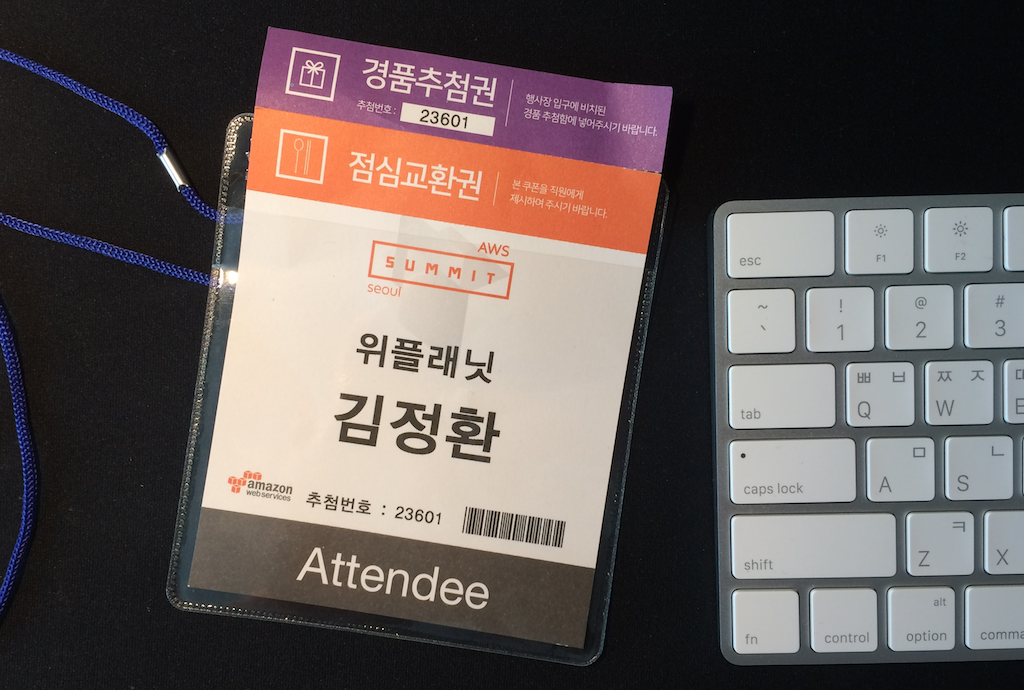 경품추첨권
추첨번호 : 23601
행사장 입구에 비치된
경품 추첨함에 넣어주시기 바랍니다.
점심교환권
본 쿠폰을 직원에게
제시하여 주시기 바랍니다.
AWS
SUMMIT
seoul
위플래닛
김정환
amazon
webservices
추첨번호 : 23601
Attendee
esc
F1
F2
~ ! @ #
` 1 2 3
tab
ㅃ ㅂ ㅉ ㅈ
Q W
caps lock
ㅁ ㄴ
A S
shift
ㅋ
Z X
alt
fn control option